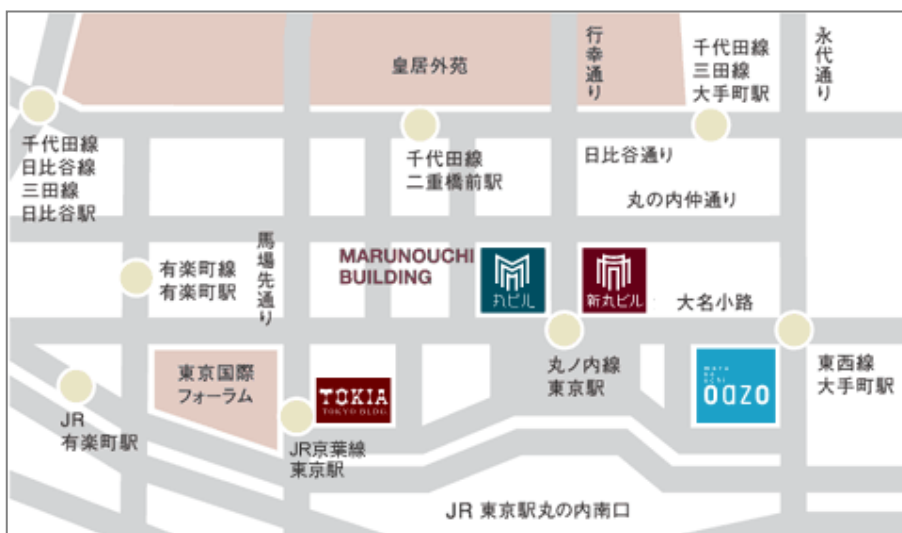 皇居外苑
行幸通り
千代田線
三田線
大手町駅
永代通り
千代田線
日比谷線
三田線
日比谷駅
千代田線
二重橋前駅
日比谷通り
丸の内仲通り
有楽町線
有楽町駅
馬場先通り
MARUNOUCHI
BUILDING
丸ビル
新丸ビル
大名小路
東京国際
フォーラム
TOKIA
TOKYO BLDG
丸ノ内線
東京駅
maru
no
uchi
OAZO
東西線
大手町駅
JR
有楽町駅
JR京葉線
東京駅
JR 東京駅丸の内南口